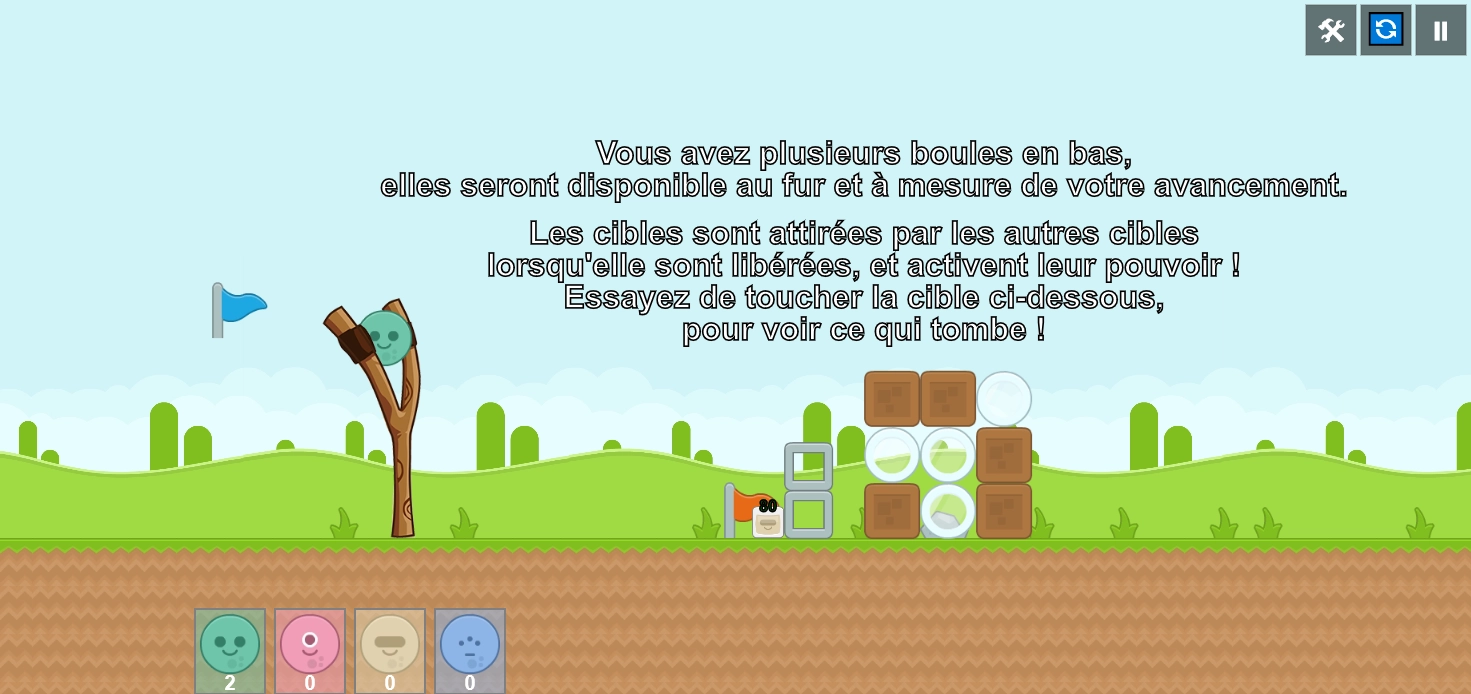 Vous avez plusieurs boules en bas,
elles seront disponible au fur et à mesure de votre avancement.
Les cibles sont attirées par les autres cibles
lorsqu'elle sont libérées, et activent leur pouvoir !
Essayez de toucher la cible ci-dessous,
pour voir ce qui tombe !
80
2 0 0 0